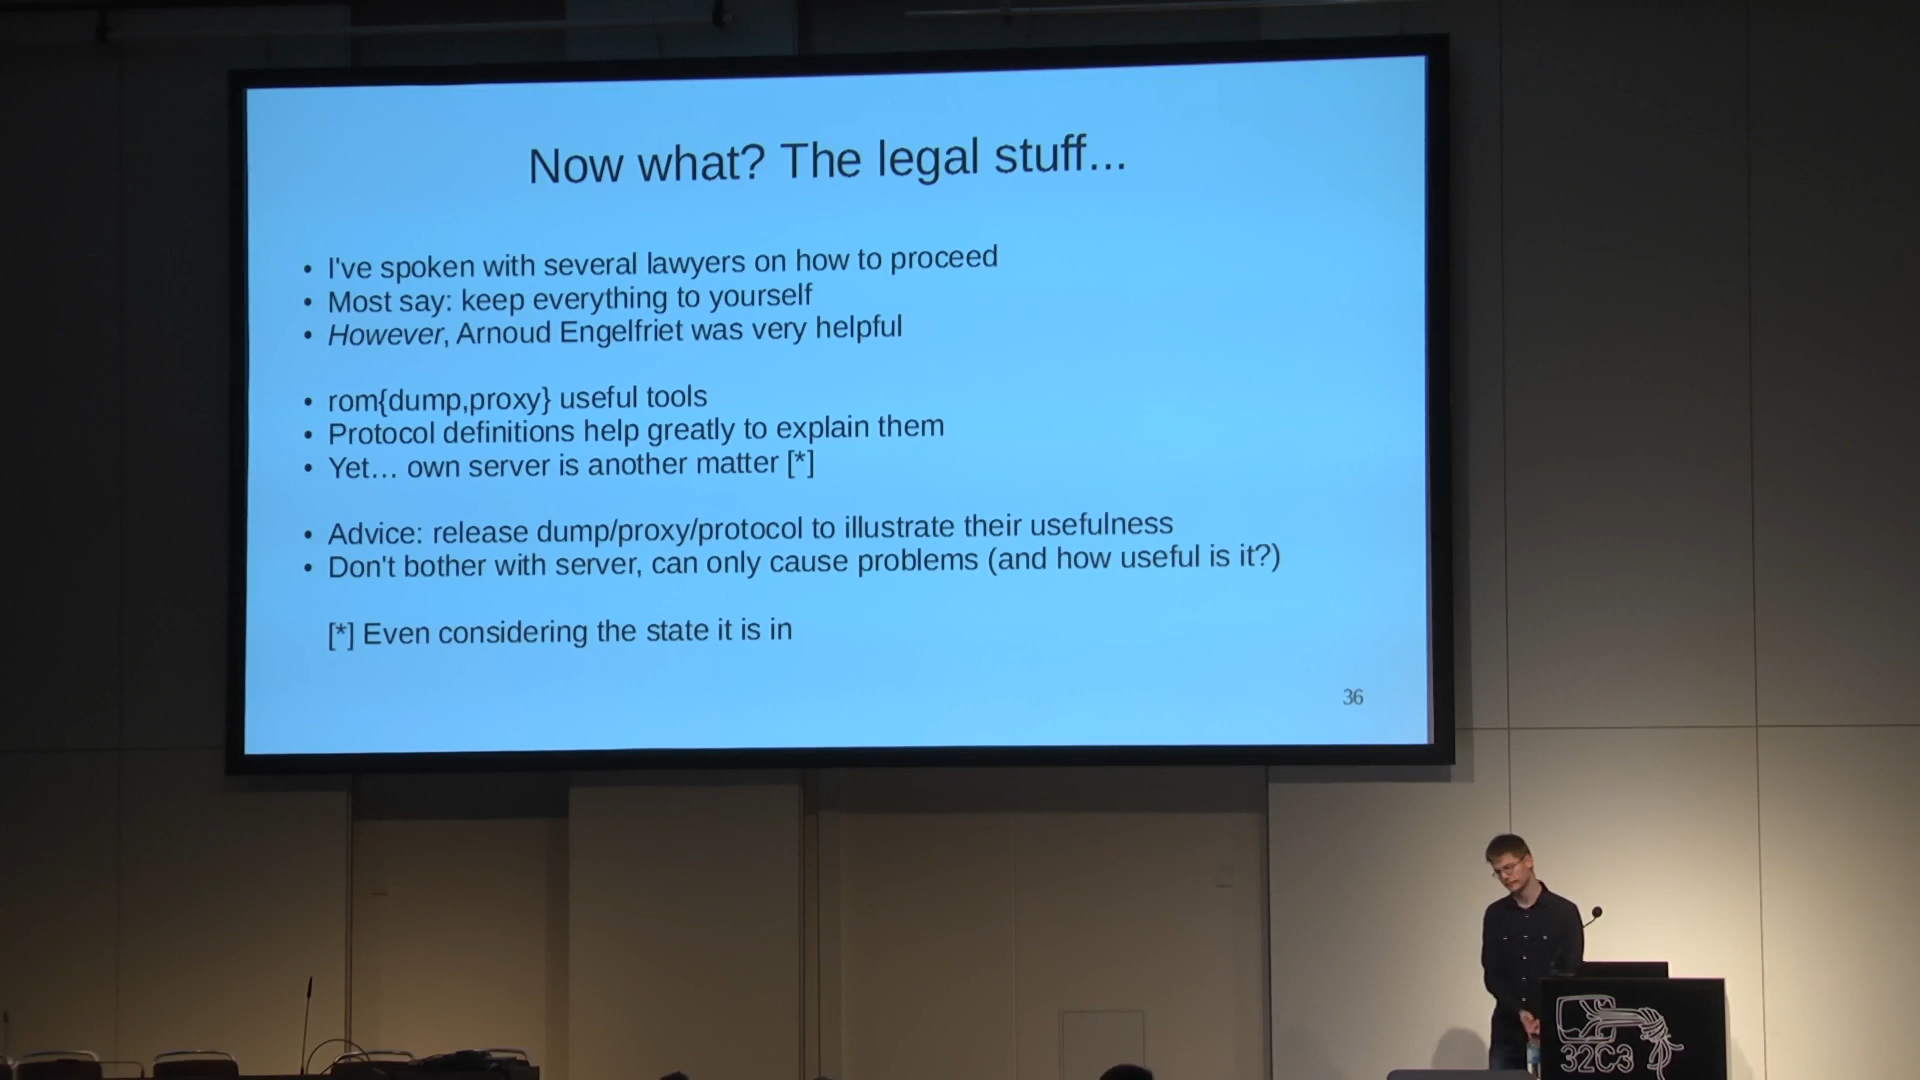 Now what? The legal stuff...
• I've spoken with several lawyers on how to proceed
• Most say: keep everything to yourself
• However, Arnoud Engelfriet was very helpful
• rom{dump,proxy} useful tools
• Protocol definitions help greatly to explain them
• Yet… own server is another matter [*]
• Advice: release dump/proxy/protocol to illustrate their usefulness
• Don't bother with server, can only cause problems (and how useful is it?)
[*] Even considering the state it is in
36
32C3